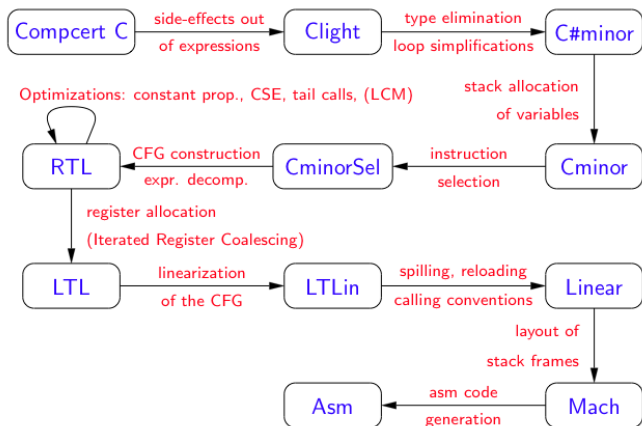 Compcert C
side-effects out
of expressions
Clight
type elimination
loop simplifications
C#minor
Optimizations: constant prop., CSE, tail calls, (LCM)
stack allocation
of variables
RTL
CFG construction
expr. decomp.
CminorSel
instruction
selection
Cminor
register allocation
(Iterated Register Coalescing)
LTL
linearization
of the CFG
LTLin
spilling, reloading
calling conventions
Linear
layout of
stack frames
Asm
asm code
generation
Mach